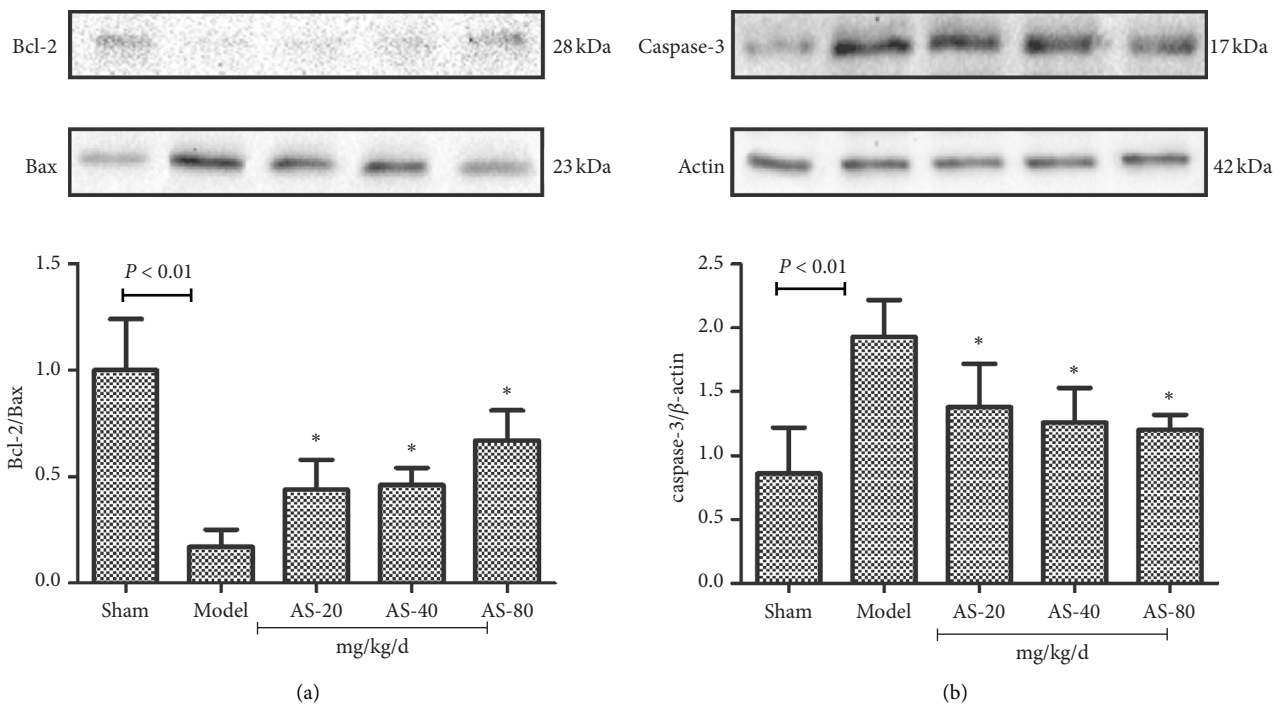 Bcl-2
28 kDa
Bax
23 kDa
1.5
1.0
0.5
0.0
Bcl-2/Bax
P < 0.01
*
*
*
Sham
Model
AS-20
AS-40
AS-80
mg/kg/d
(a)
Caspase-3
17 kDa
Actin
42 kDa
2.5
2.0
1.5
1.0
0.5
0.0
caspase-3/β-actin
P < 0.01
*
*
*
Sham
Model
AS-20
AS-40
AS-80
mg/kg/d
(b)